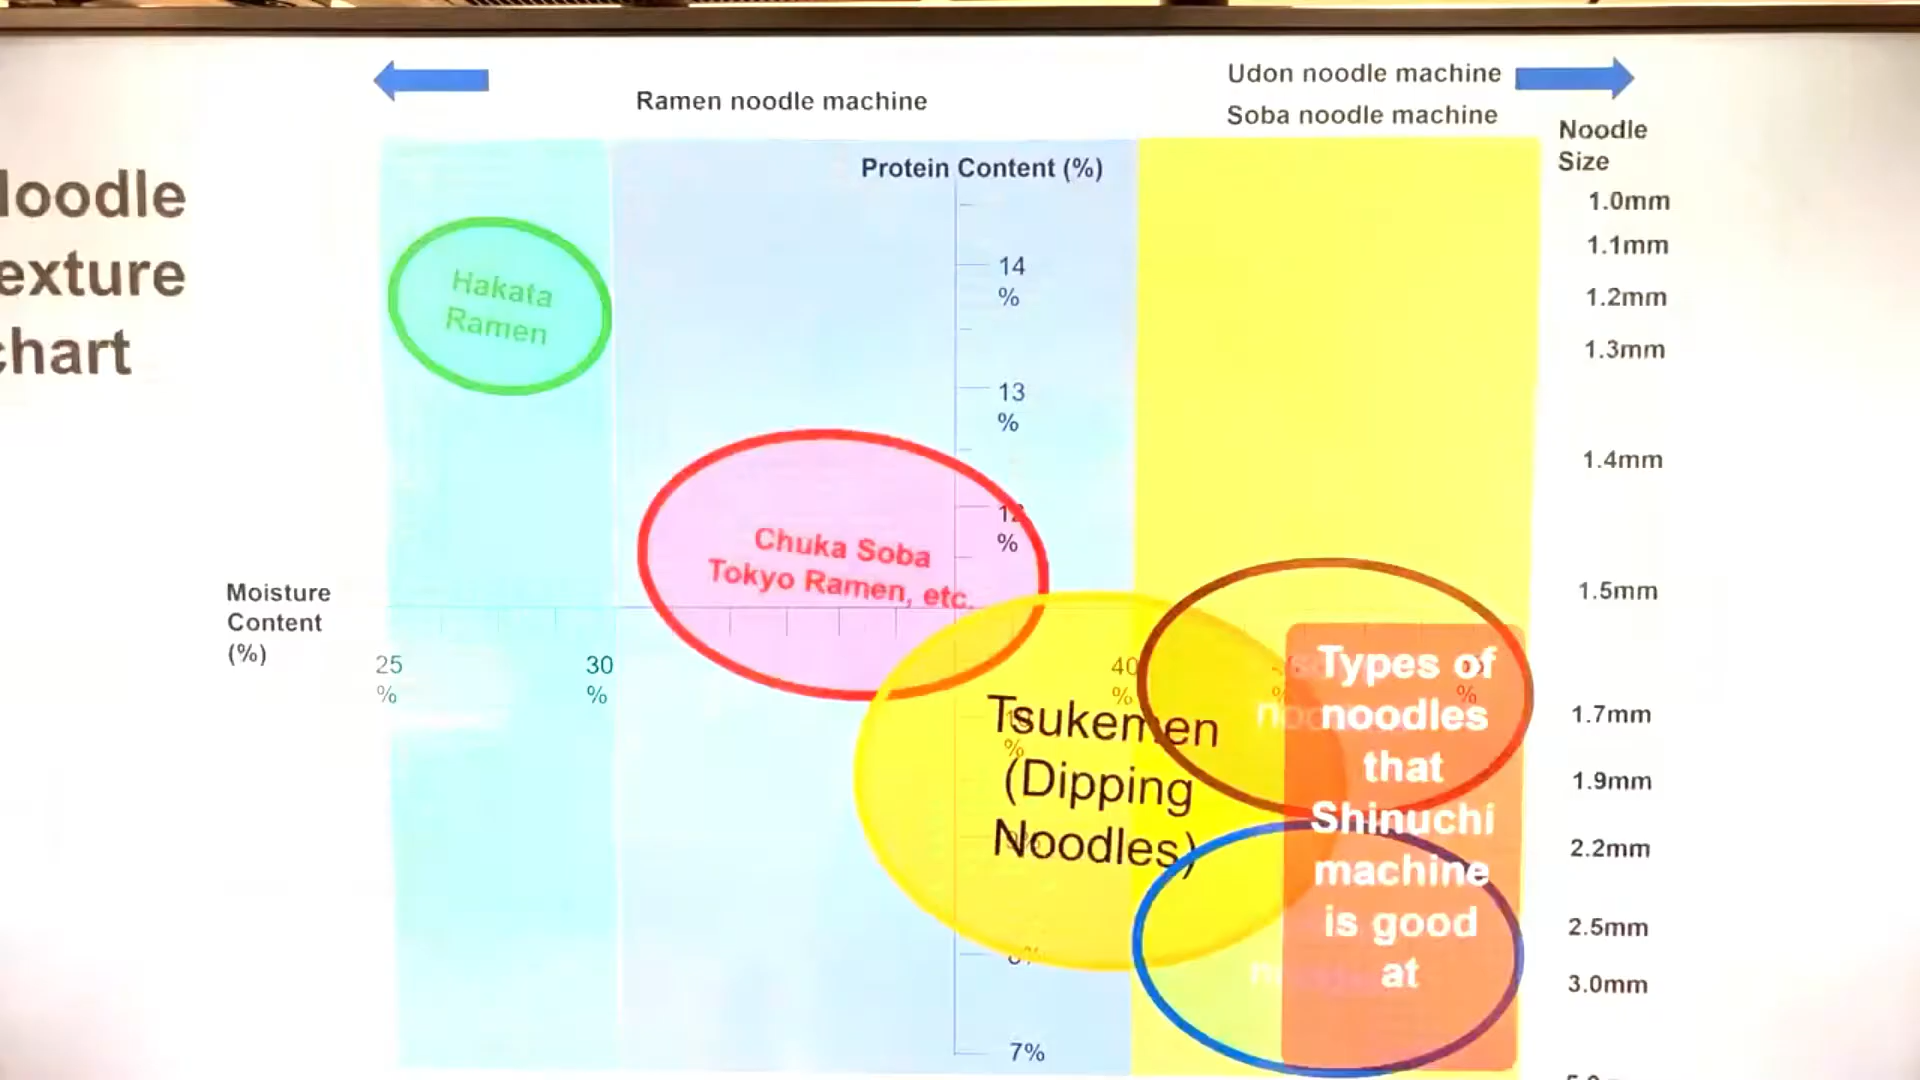 Ramen noodle machine
Udon noodle machine
Soba noodle machine
Noodle
Size
Protein Content (%)
loodle
exture
chart
1.0mm
1.1mm
1.2mm
1.3mm
1.4mm
1.5mm
1.7mm
1.9mm
2.2mm
2.5mm
3.0mm
14
%
13
%
12
%
Hakata
Ramen
Chuka Soba
Tokyo Ramen, etc.
Moisture
Content
(%)
25
%
30
%
40
%
%
Tsukemen
(Dipping
Noodles)
%
7%
Types of
noodles
that
Shinuchi
machine
is good
at